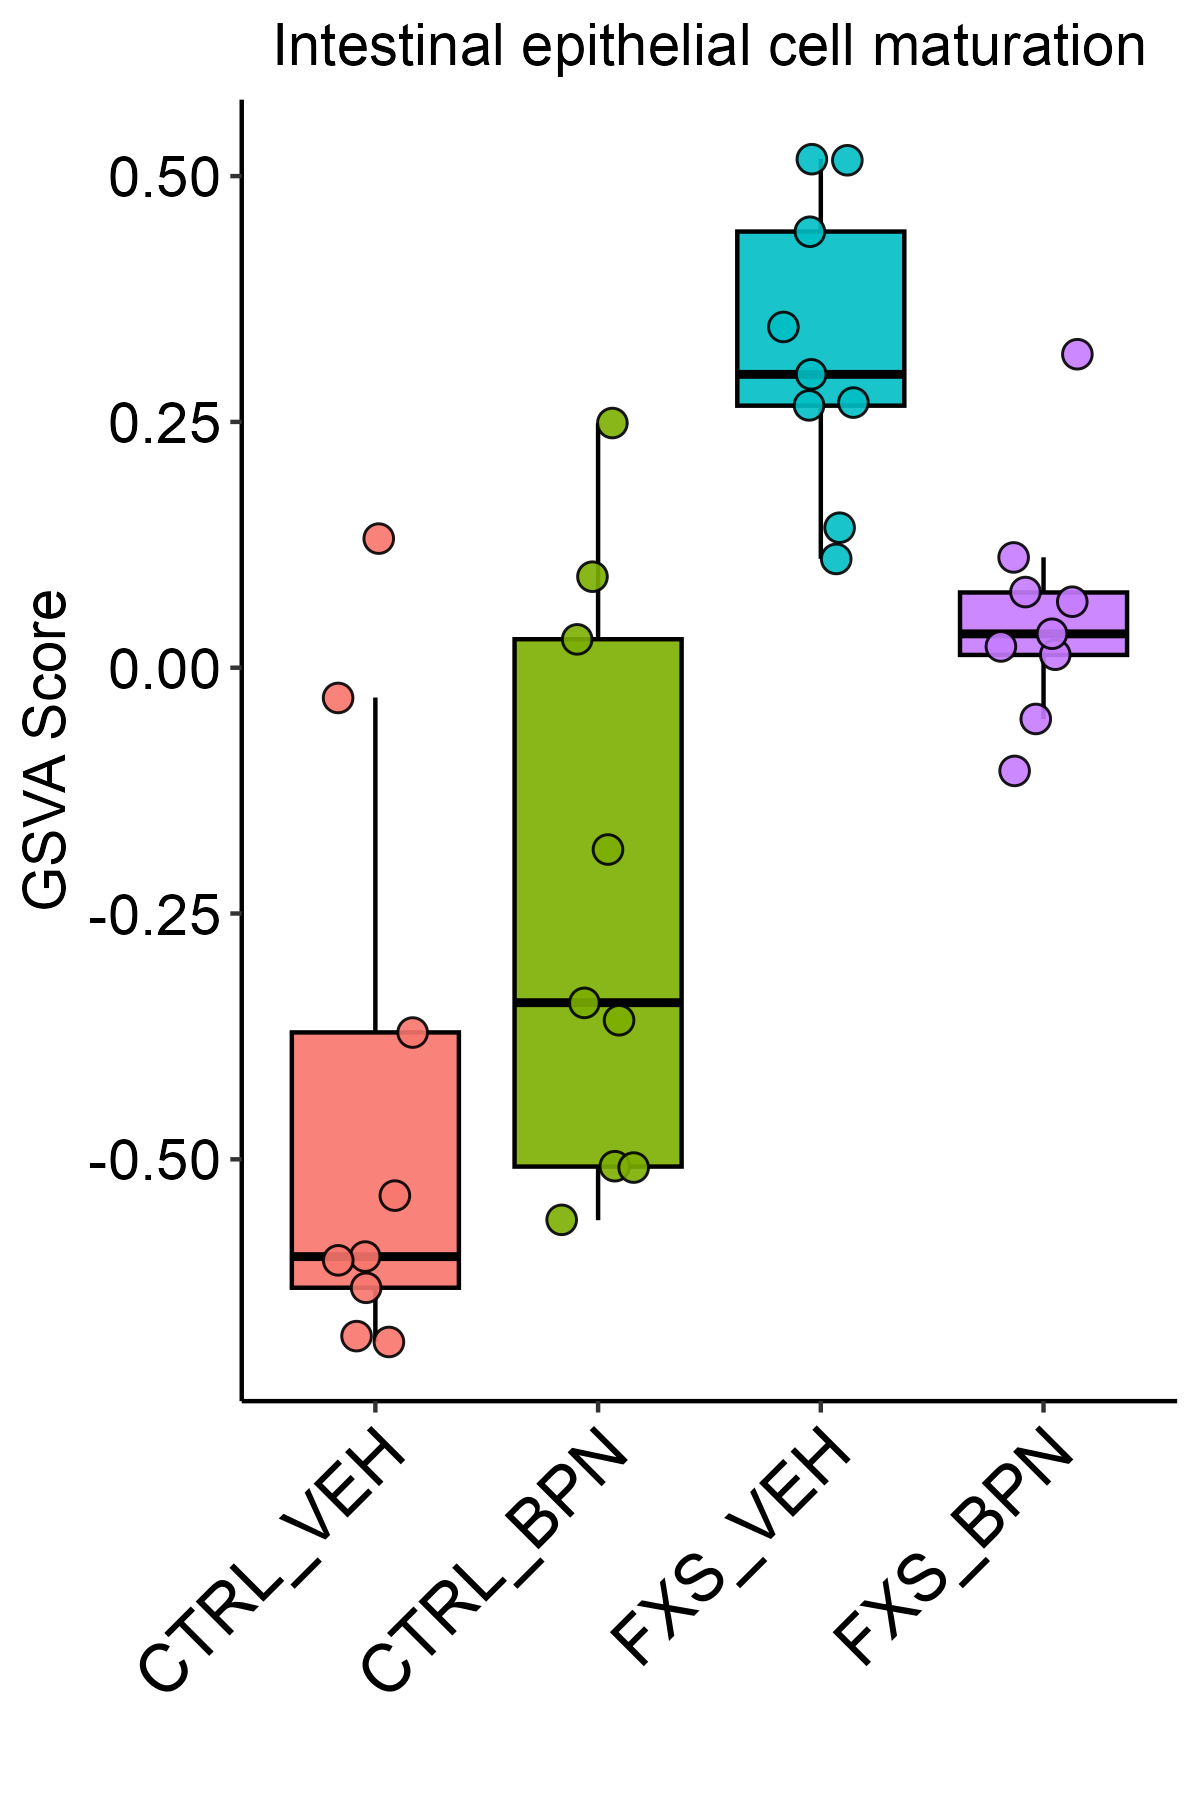 Intestinal epithelial cell maturation
GSVA Score
0.50
0.25
0.00
-0.25
-0.50
CTRL_VEH
CTRL_BPN
FXS_VEH
FXS_BPN